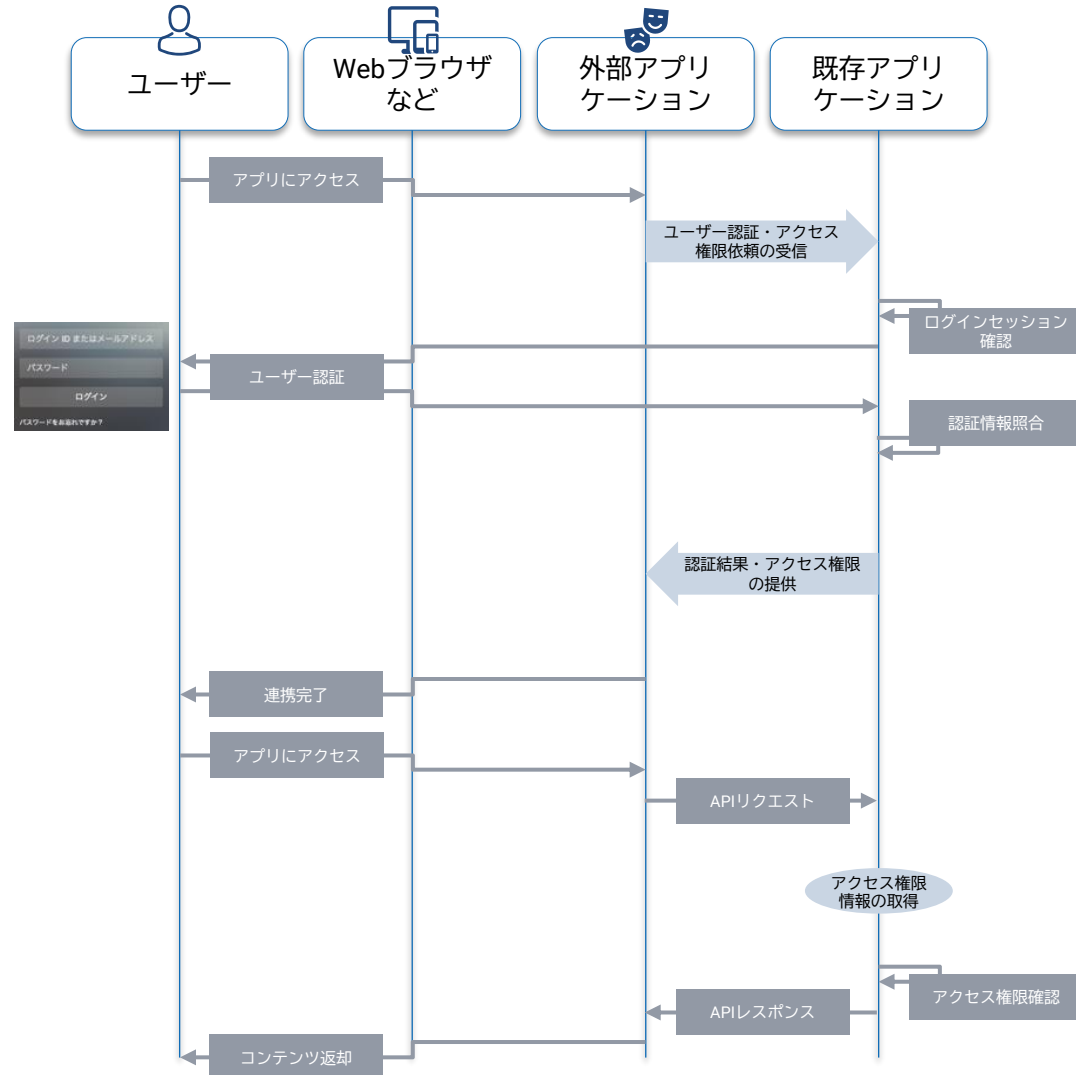 ユーザー
Webブラウザ
など
外部アプリ
ケーション
既存アプリ
ケーション
アプリにアクセス
ユーザー認証・アクセス
権限依頼の受信
ログインセッション
確認
ログイン ID またはメールアドレス
パスワード
ログイン
パスワードをお忘れですか？
ユーザー認証
認証情報照合
認証結果・アクセス権限
の提供
連携完了
アプリにアクセス
APIリクエスト
アクセス権限
情報の取得
アクセス権限確認
APIレスポンス
コンテンツ返却